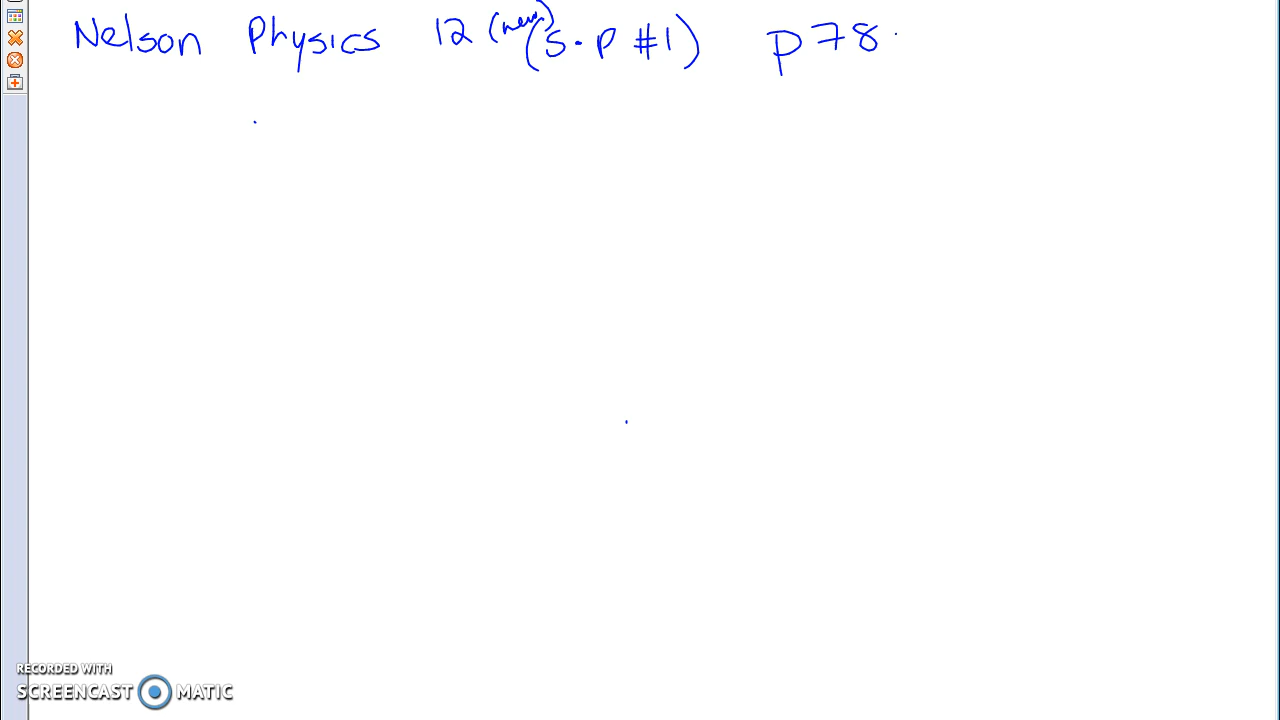 Nelson Physics 12 (new) (S.P #1) p78
RECORDED WITH
SCREENCAST MATIC